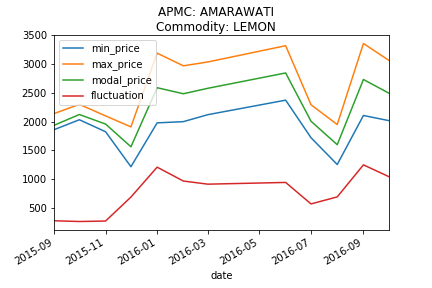 APMC: AMARAWATI
Commodity: LEMON
3500
3000
2500
2000
1500
1000
500
min_price
max_price
modal_price
fluctuation
2015-09
2015-11
2016-01
2016-03
2016-05
2016-07
2016-09
date